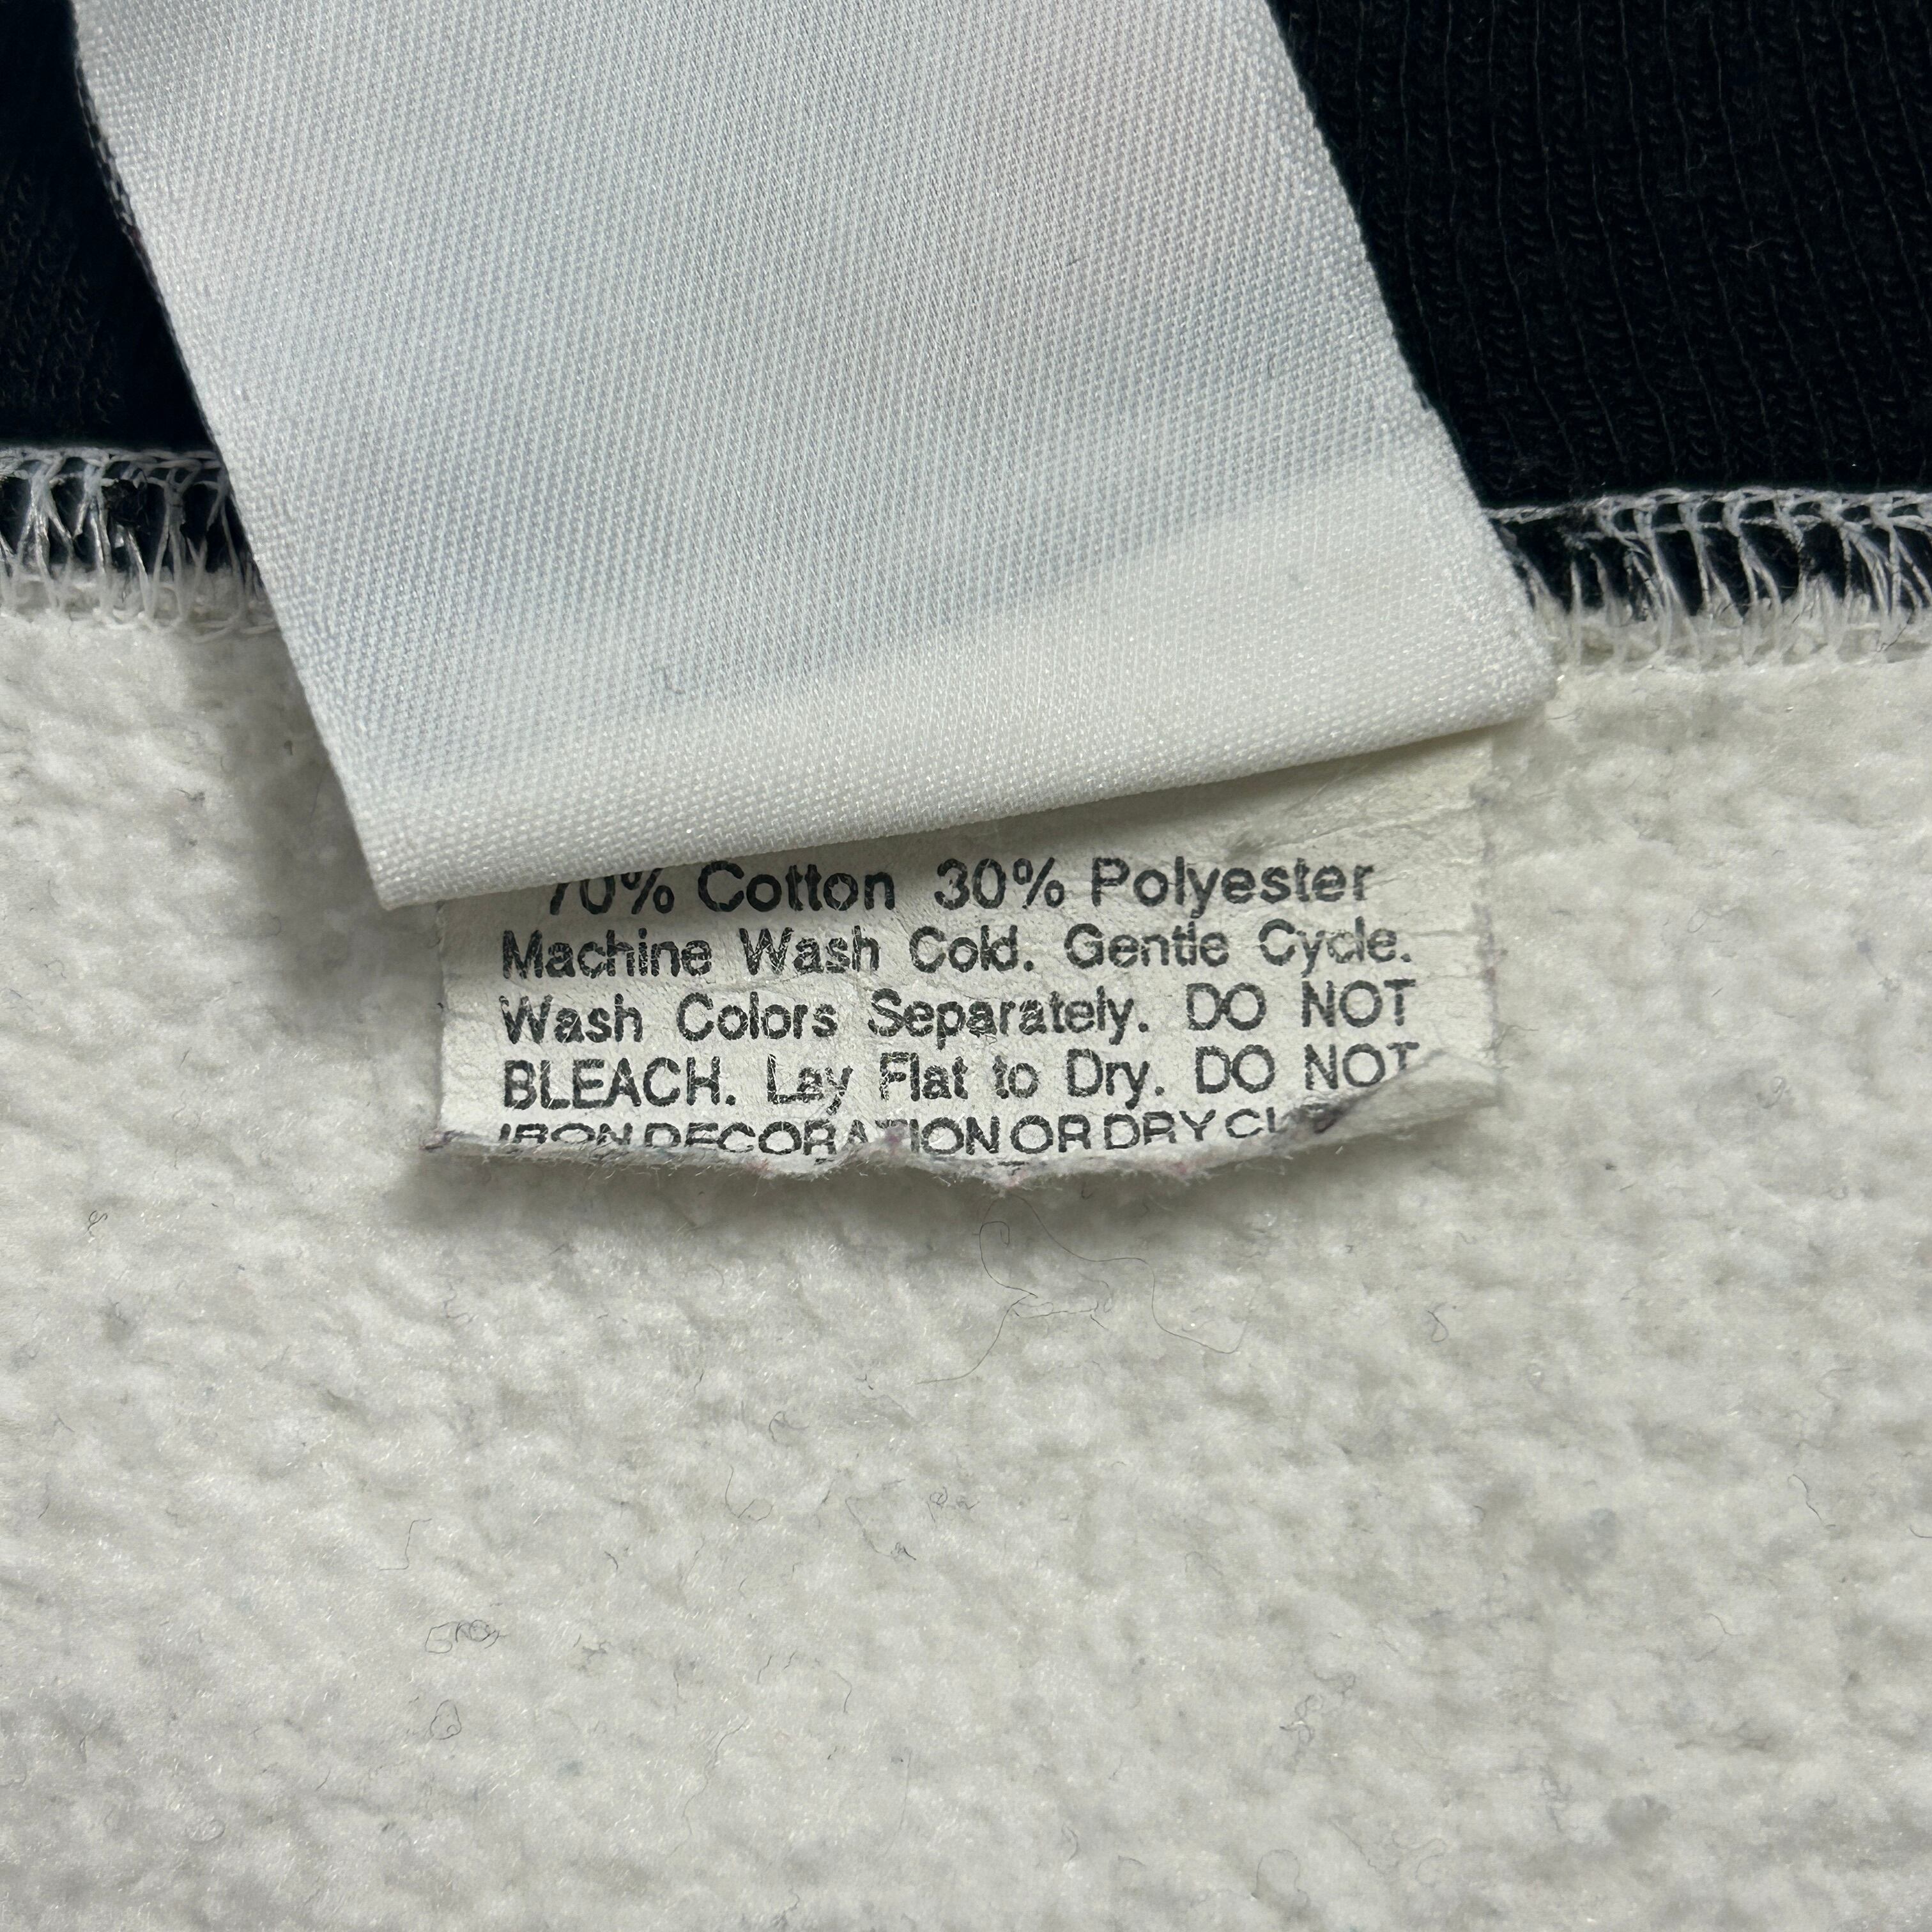 70% Cotton 30% Polyester
Machine Wash Cold. Gentle Cycle.
Wash Colors Separately. DO NOT
BLEACH. Lay Flat to Dry. DO NOT
IRON DECORATION OR DRY